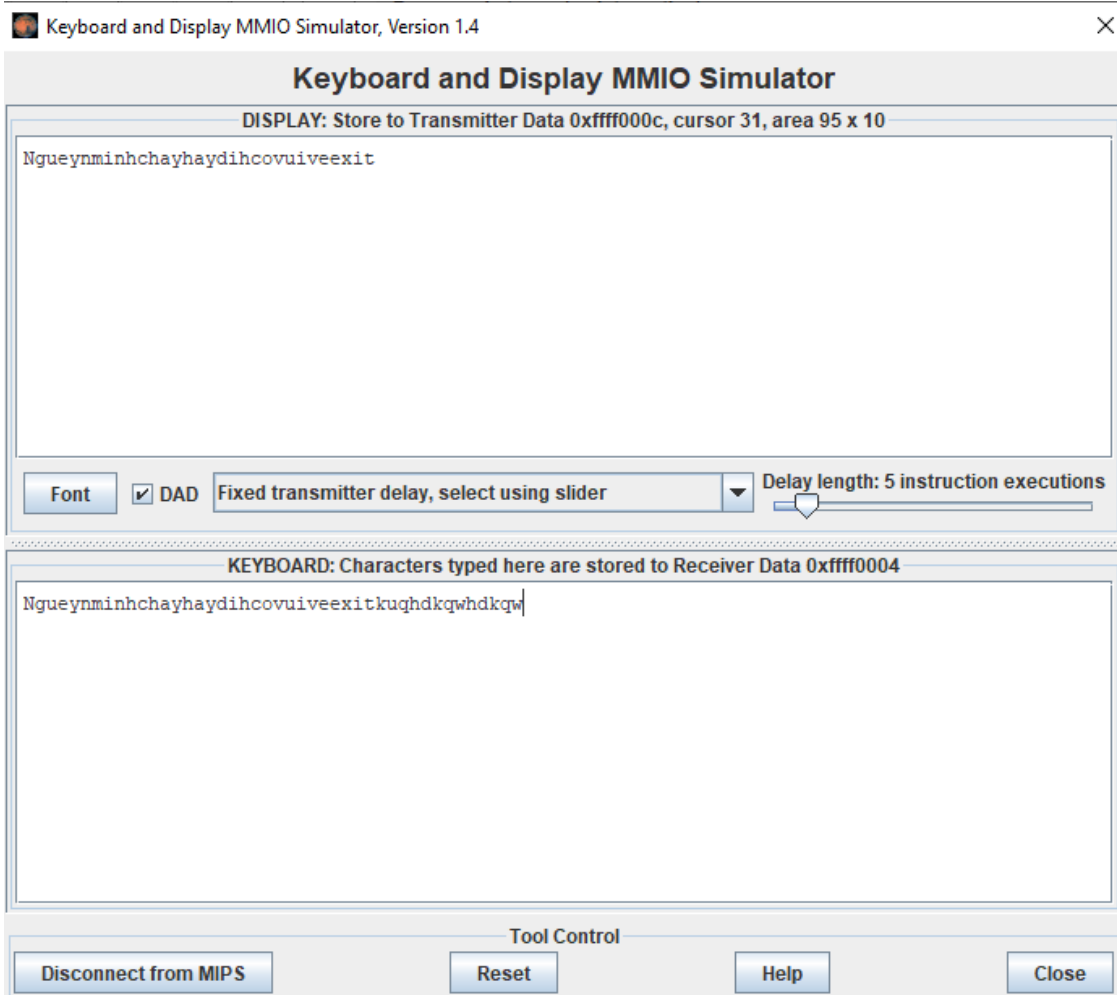 Keyboard and Display MMIO Simulator, Version 1.4
Keyboard and Display MMIO Simulator
DISPLAY: Store to Transmitter Data 0xffff000c, cursor 31, area 95 x 10
Ngueynminhchayhaydihcovuiveexit
Font
DAD
Fixed transmitter delay, select using slider
Delay length: 5 instruction executions
KEYBOARD: Characters typed here are stored to Receiver Data 0xffff0004
Ngueynminhchayhaydihcovuiveexitkuqhdkqwhdkqw
Tool Control
Disconnect from MIPS
Reset
Help
Close